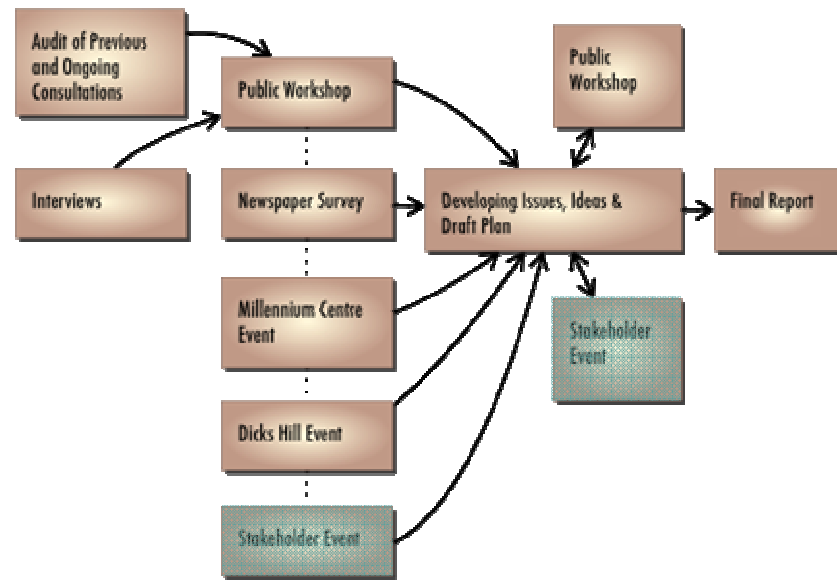 Audit of Previous
and Ongoing
Consultations
Public Workshop
Public
Workshop
Interviews
Newspaper Survey
Developing Issues, Ideas &
Draft Plan
Final Report
Millennium Centre
Event
Stakeholder
Event
Dicks Hill Event
Stakeholder Event